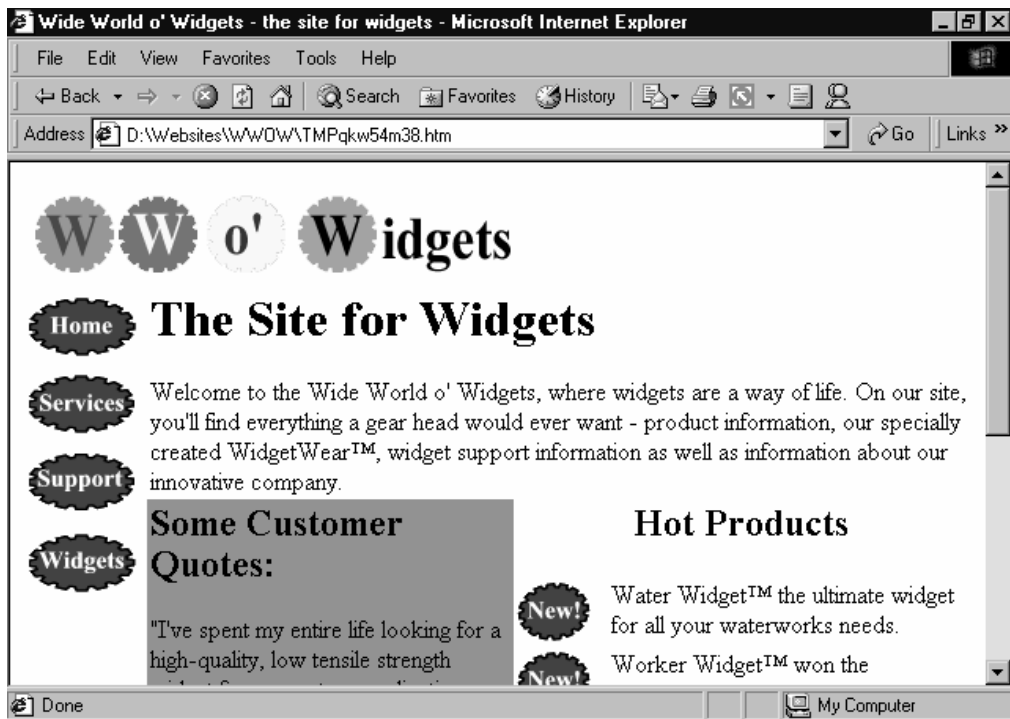 Wide World o' Widgets - the site for widgets - Microsoft Internet Explorer
File Edit View Favorites Tools Help
Back Search Favorites History
Address D:\Websites\WWOW\TMPqkw54m38.htm Go Links »
W W o' Widgets
Home
Services
Support
Widgets
The Site for Widgets
Welcome to the Wide World o' Widgets, where widgets are a way of life. On our site,
you'll find everything a gear head would ever want - product information, our specially
created WidgetWear™, widget support information as well as information about our
innovative company.
Some Customer
Quotes:
"I've spent my entire life looking for a
high-quality, low tensile strength
Hot Products
New!
Water Widget™ the ultimate widget
for all your waterworks needs.
New!
Worker Widget™ won the
Done My Computer